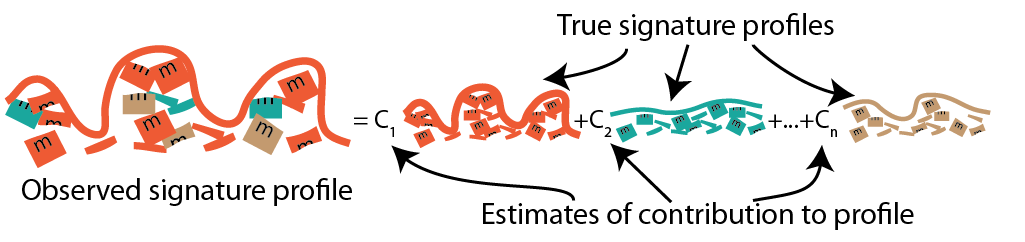 True signature profiles
m m m m m m = C1 +C2 +...+Cn
Observed signature profile
Estimates of contribution to profile